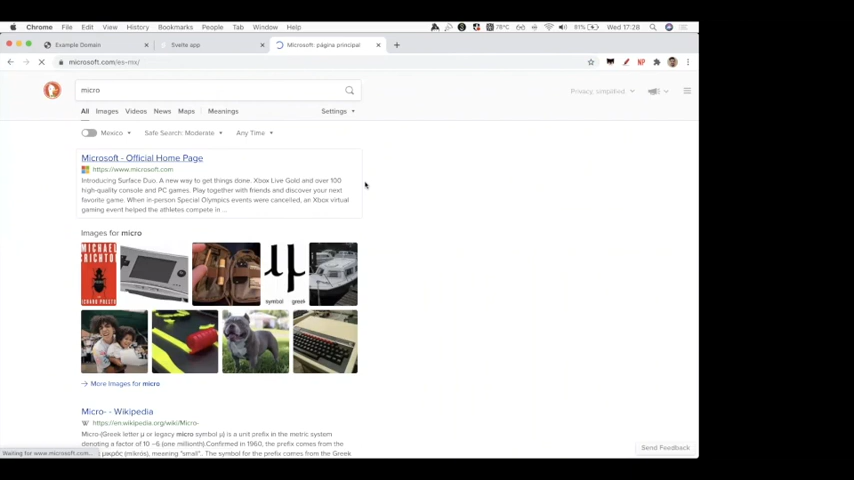 Chrome File Edit View History Bookmarks People Tab Window Help
78°C 81% Wed 17:28
Example Domain
Svelte app
Microsoft: página principal
microsoft.com/es-mx/
NP
micro
Privacy, simplified.
All Images Videos News Maps Meanings Settings
Mexico Safe Search: Moderate Any Time
Microsoft - Official Home Page
https://www.microsoft.com
Introducing Surface Duo. A new way to get things done. Xbox Live Gold and over 100
high-quality console and PC games. Play together with friends and discover your next
favorite game. When in-person Special Olympics events were cancelled, an Xbox virtual
gaming event helped the athletes compete in ...
Images for micro
MICHAEL
CRICHTON
RICHARD PRESTON
μ
symbol greek
→ More Images for micro
Micro- - Wikipedia
W https://en.wikipedia.org/wiki/Micro-
Micro-(Greek letter μ or legacy micro symbol µ) is a unit prefix in the metric system
denoting a factor of 10 −6 (one millionth).Confirmed in 1960, the prefix comes from the
μικρός (mikrós), meaning "small". The symbol for the prefix comes from the Greek
Waiting for www.microsoft.com...
Send Feedback